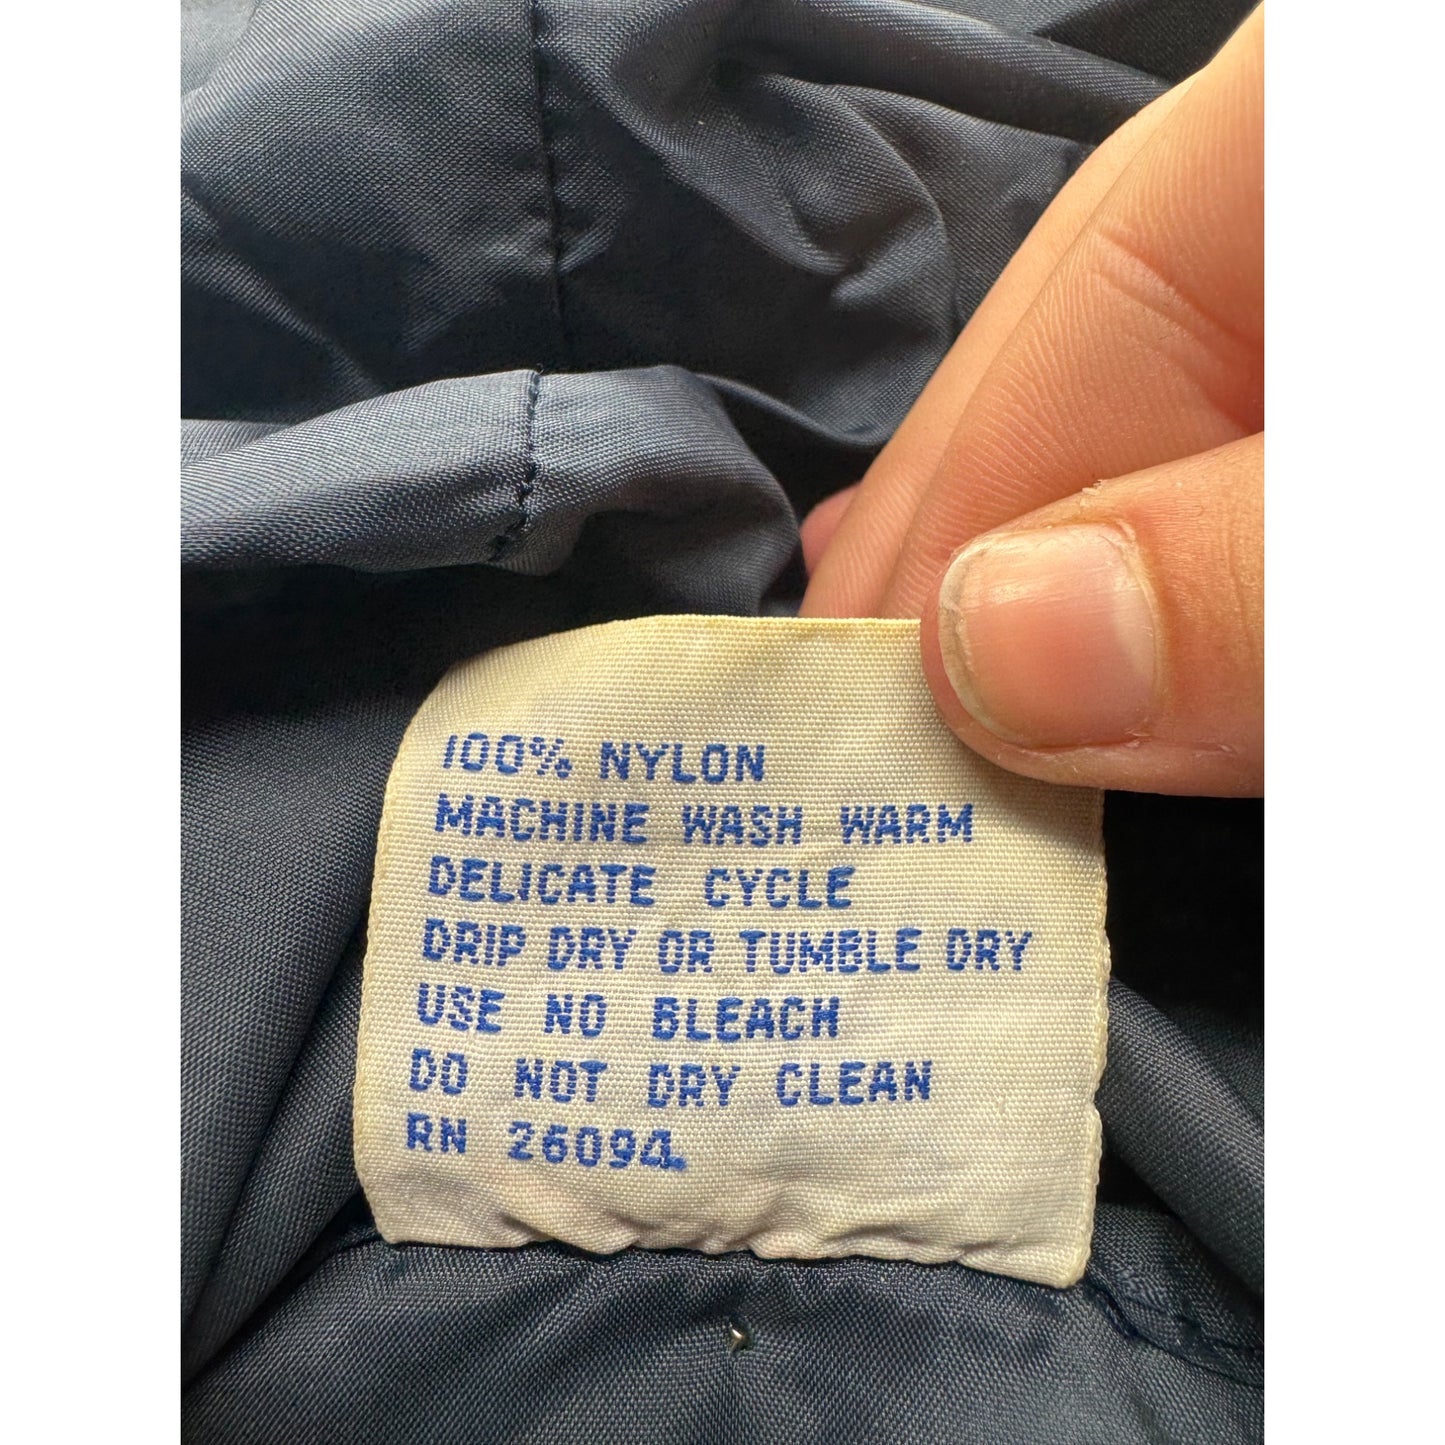 100% NYLON
MACHINE WASH WARM
DELICATE CYCLE
DRIP DRY OR TUMBLE DRY
USE NO BLEACH
DO NOT DRY CLEAN
RN 26094